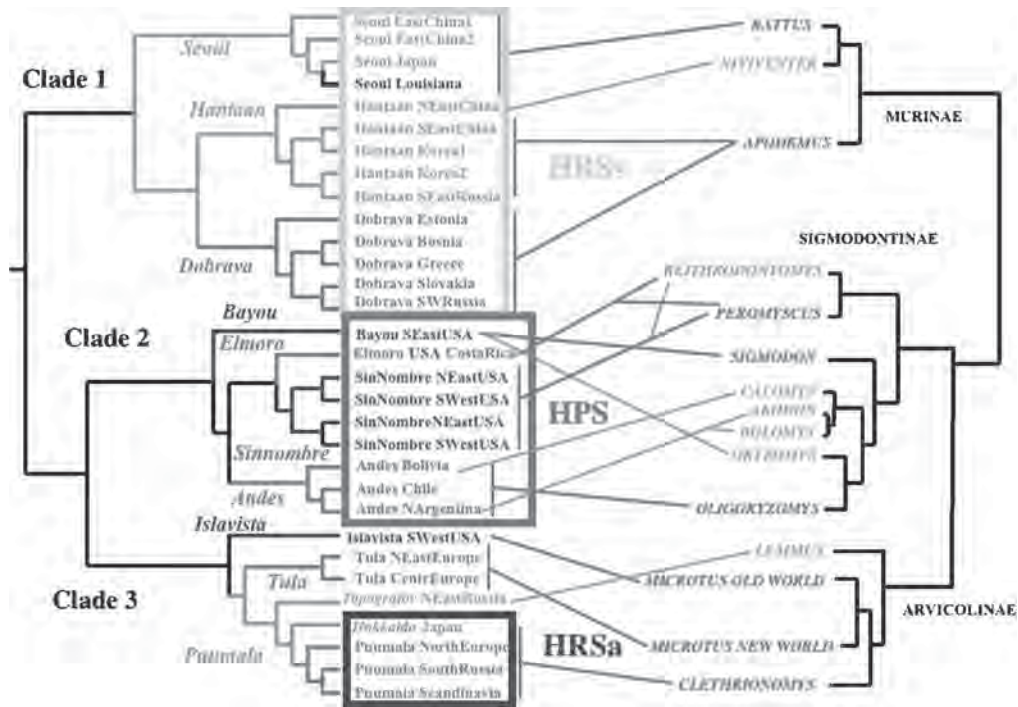 Clade 1
Clade 2
Clade 3
Seoul
Hantaan
Dobrava
Bayou
Elmoro
Sinnombre
Andes
Islavista
Tula
Puumala
Seoul EastChina1
Seoul EastChina2
Seoul Japan
Seoul Louisiana
Hantaan NEastChina
Hantaan SEastChina
Hantaan Korea1
Hantaan Korea2
Hantaan SEastRussia
Dobrava Estonia
Dobrava Bosnia
Dobrava Greece
Dobrava Slovakia
Dobrava SWRussia
Bayou SEastUSA
Elmoro USA CostaRica
SinNombre NEastUSA
SinNombre SWestUSA
SinNombreNEastUSA
SinNombre SWestUSA
Andes Bolivia
Andes Chile
Andes NArgentina
Islavista SWestUSA
Tula NEastEurope
Tula CentrEurope
Topografov NEastRussia
Hokkaido Japan
Puumala NorthEurope
Puumala SouthRussia
Puumala Scandinavia
HRSs
HPS
HRSa
RATTUS
NIVIVENTER
APODEMUS
REITHRODONTOMYS
PEROMYSCUS
SIGMODON
CALOMYS
BOLOMYS
OLIGORYZOMYS
LEMMUS
MICROTUS OLD WORLD
MICROTUS NEW WORLD
CLETHRIONOMYS
MURINAE
SIGMODONTINAE
ARVICOLINAE